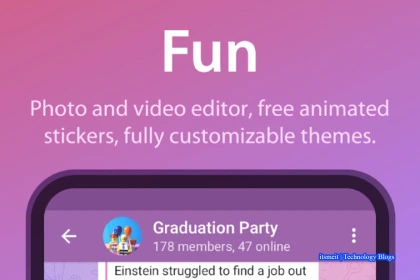 Fun
Photo and video editor, free animated
stickers, fully customizable themes.
Graduation Party
178 members, 47 online
itsmeit | Technology Blogs
Einstein struggled to find a job out